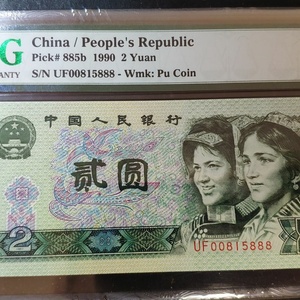 G
China / People's Republic
Pick# 885b 1990 2 Yuan
RANTY
S/N UF00815888 - Wmk: Pu Coin
中国人民银行
贰圆
2
UF00815888